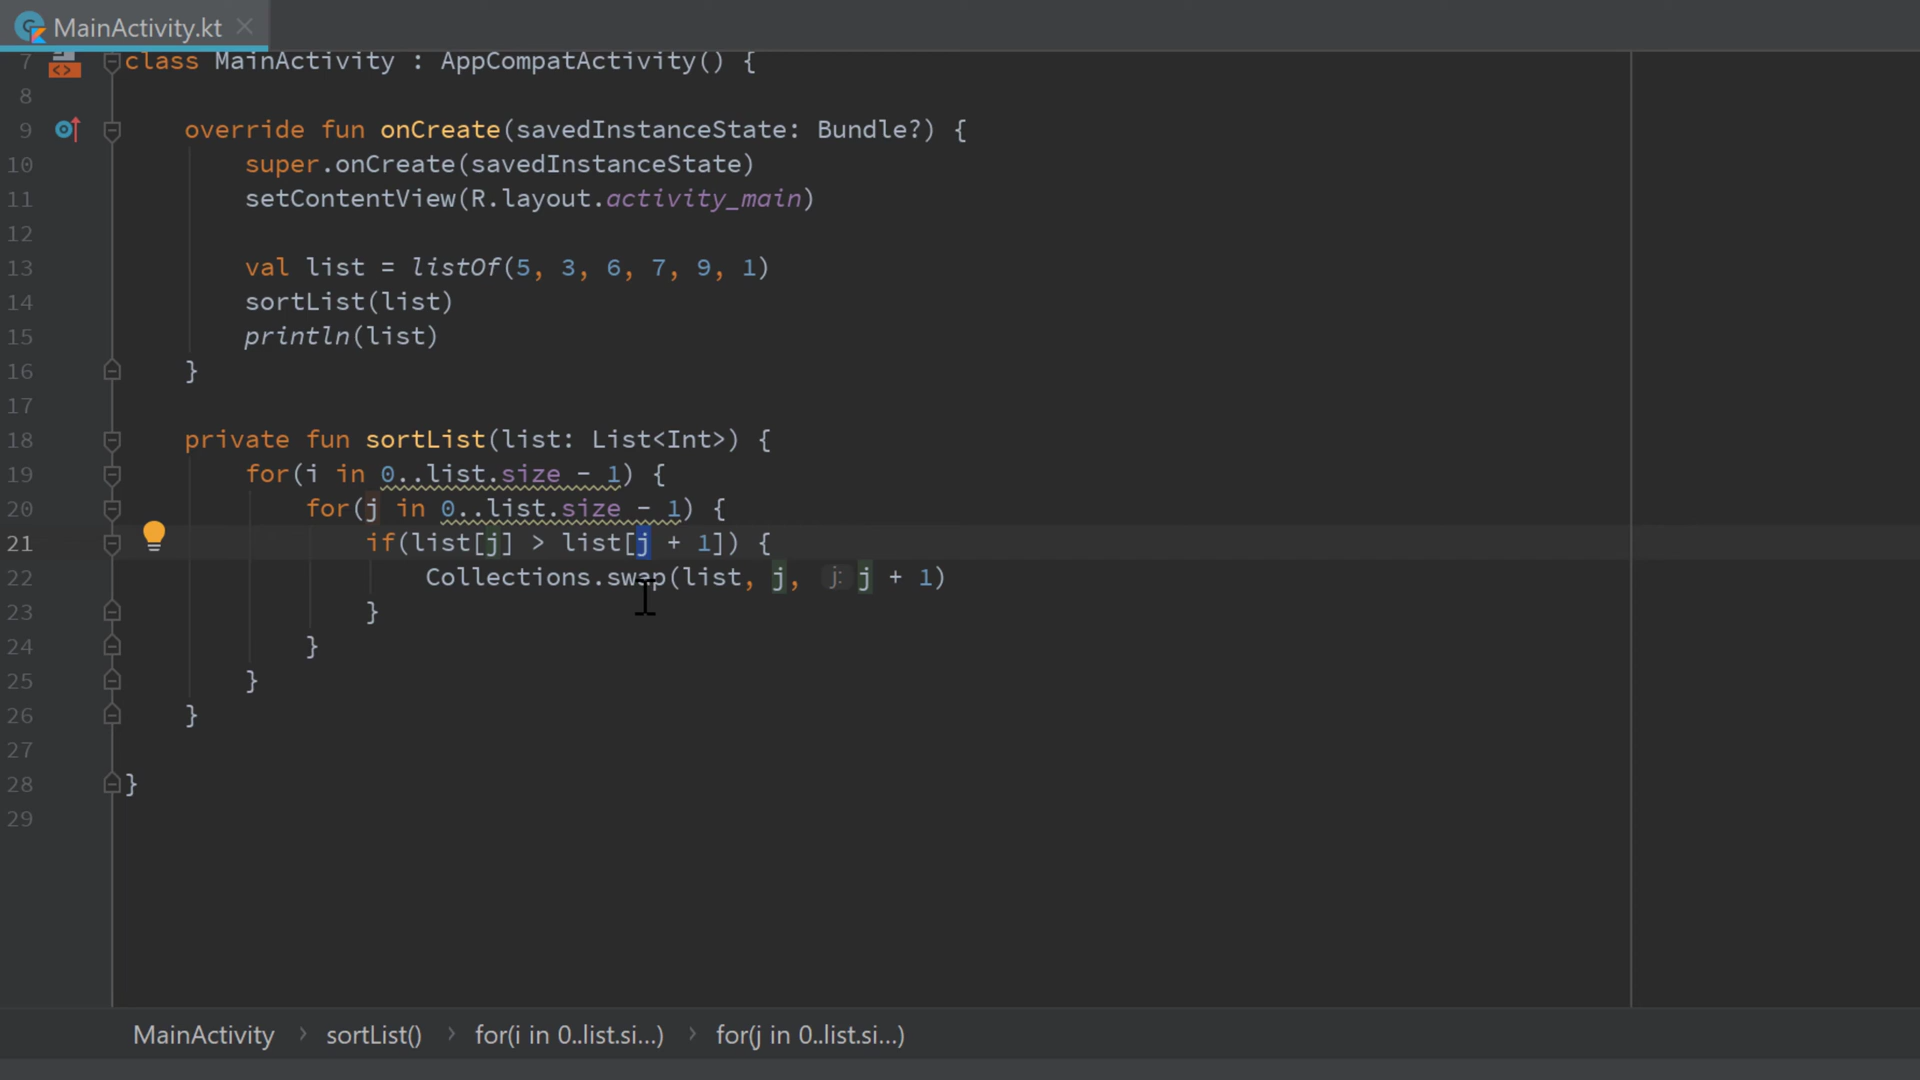 MainActivity.kt
7 class MainActivity : AppCompatActivity() {
8
9 override fun onCreate(savedInstanceState: Bundle?) {
10 super.onCreate(savedInstanceState)
11 setContentView(R.layout.activity_main)
12
13 val list = listOf(5, 3, 6, 7, 9, 1)
14 sortList(list)
15 println(list)
16 }
17
18 private fun sortList(list: List<Int>) {
19 for(i in 0..list.size - 1) {
20 for(j in 0..list.size - 1) {
21 if(list[j] > list[j + 1]) {
22 Collections.swap(list, j, j: j + 1)
23 }
24 }
25 }
26 }
27
28 }
29
MainActivity › sortList() › for(i in 0..list.si...) › for(j in 0..list.si...)